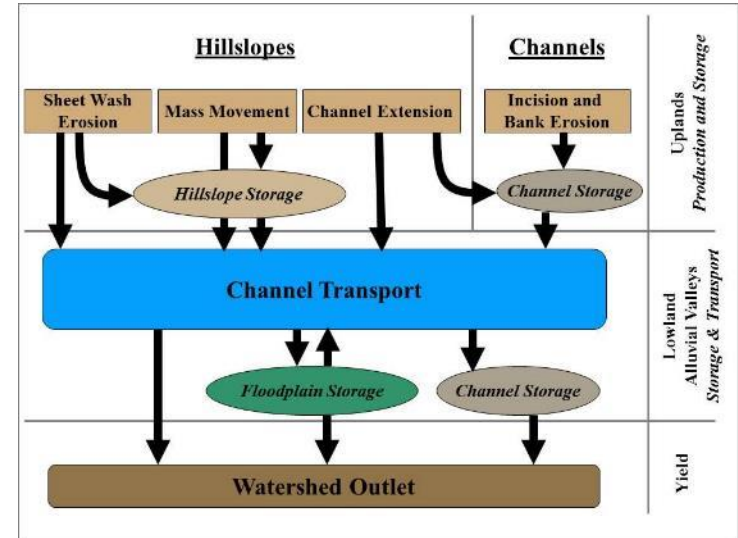 Hillslopes
Channels
Sheet Wash
Erosion
Mass Movement
Channel Extension
Incision and
Bank Erosion
Hillslope Storage
Channel Storage
Uplands
Production and Storage
Channel Transport
Floodplain Storage
Channel Storage
Lowland
Alluvial Valleys
Storage & Transport
Watershed Outlet
Yield